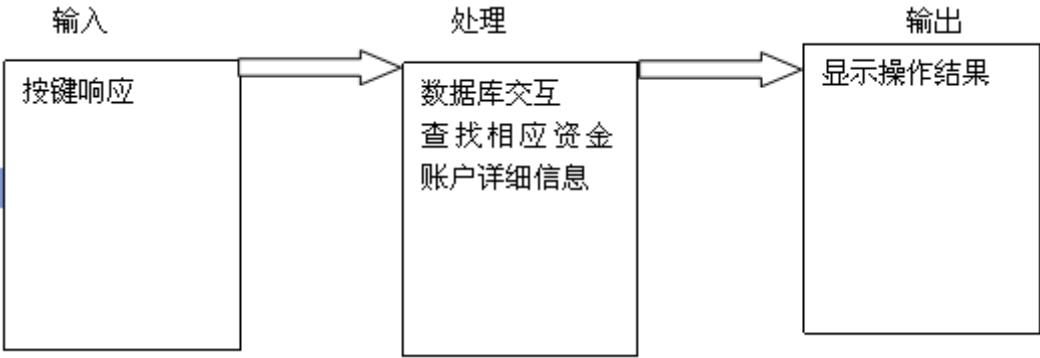 输入
处理
输出
按键响应
数据库交互
查找相应资金
账户详细信息
显示操作结果